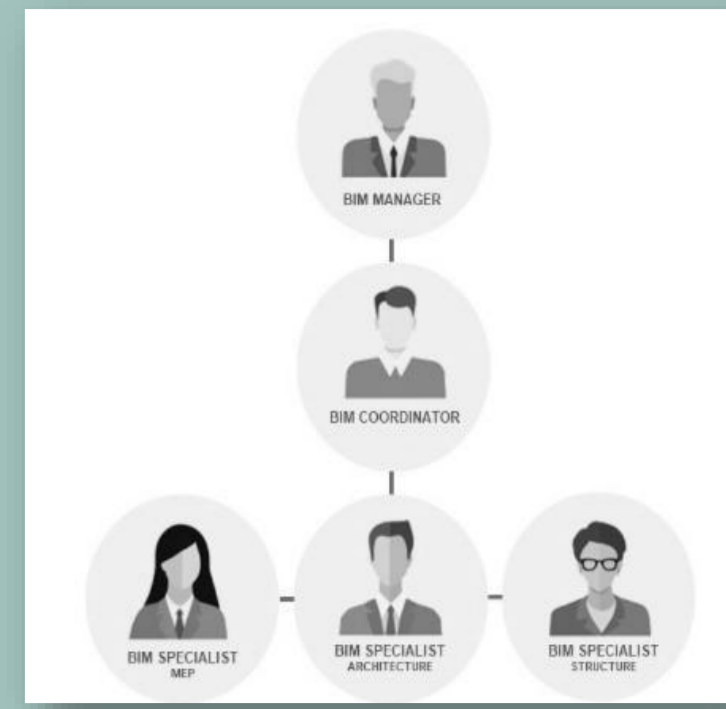 BIM MANAGER
BIM COORDINATOR
BIM SPECIALIST
MEP
BIM SPECIALIST
ARCHITECTURE
BIM SPECIALIST
STRUCTURE